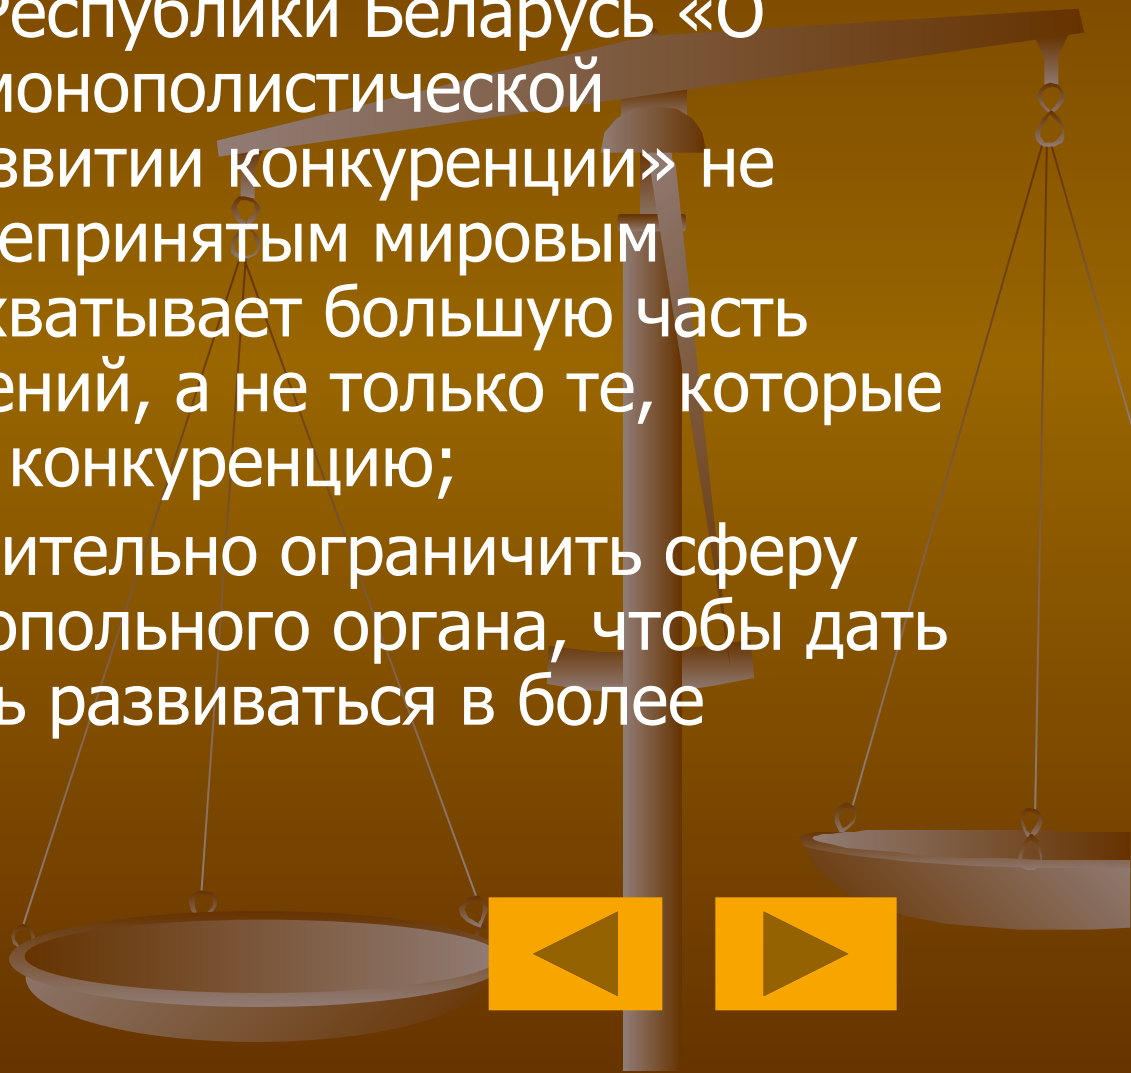 Республики Беларусь «О
монополистической
звитии конкуренции» не
епринятым мировым
хватывает большую часть
ений, а не только те, которые
конкуренцию;
ительно ограничить сферу
опольного органа, чтобы дать
ь развиваться в более